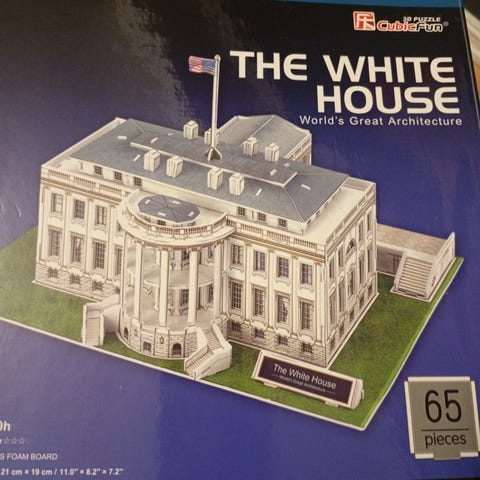 3D PUZZLE
CubicFun®
THE WHITE
HOUSE
World's Great Architecture
The White House
World's Great Architecture
65
pieces
0h
S FOAM BOARD
21 cm × 19 cm / 11.0" × 8.2" × 7.2"